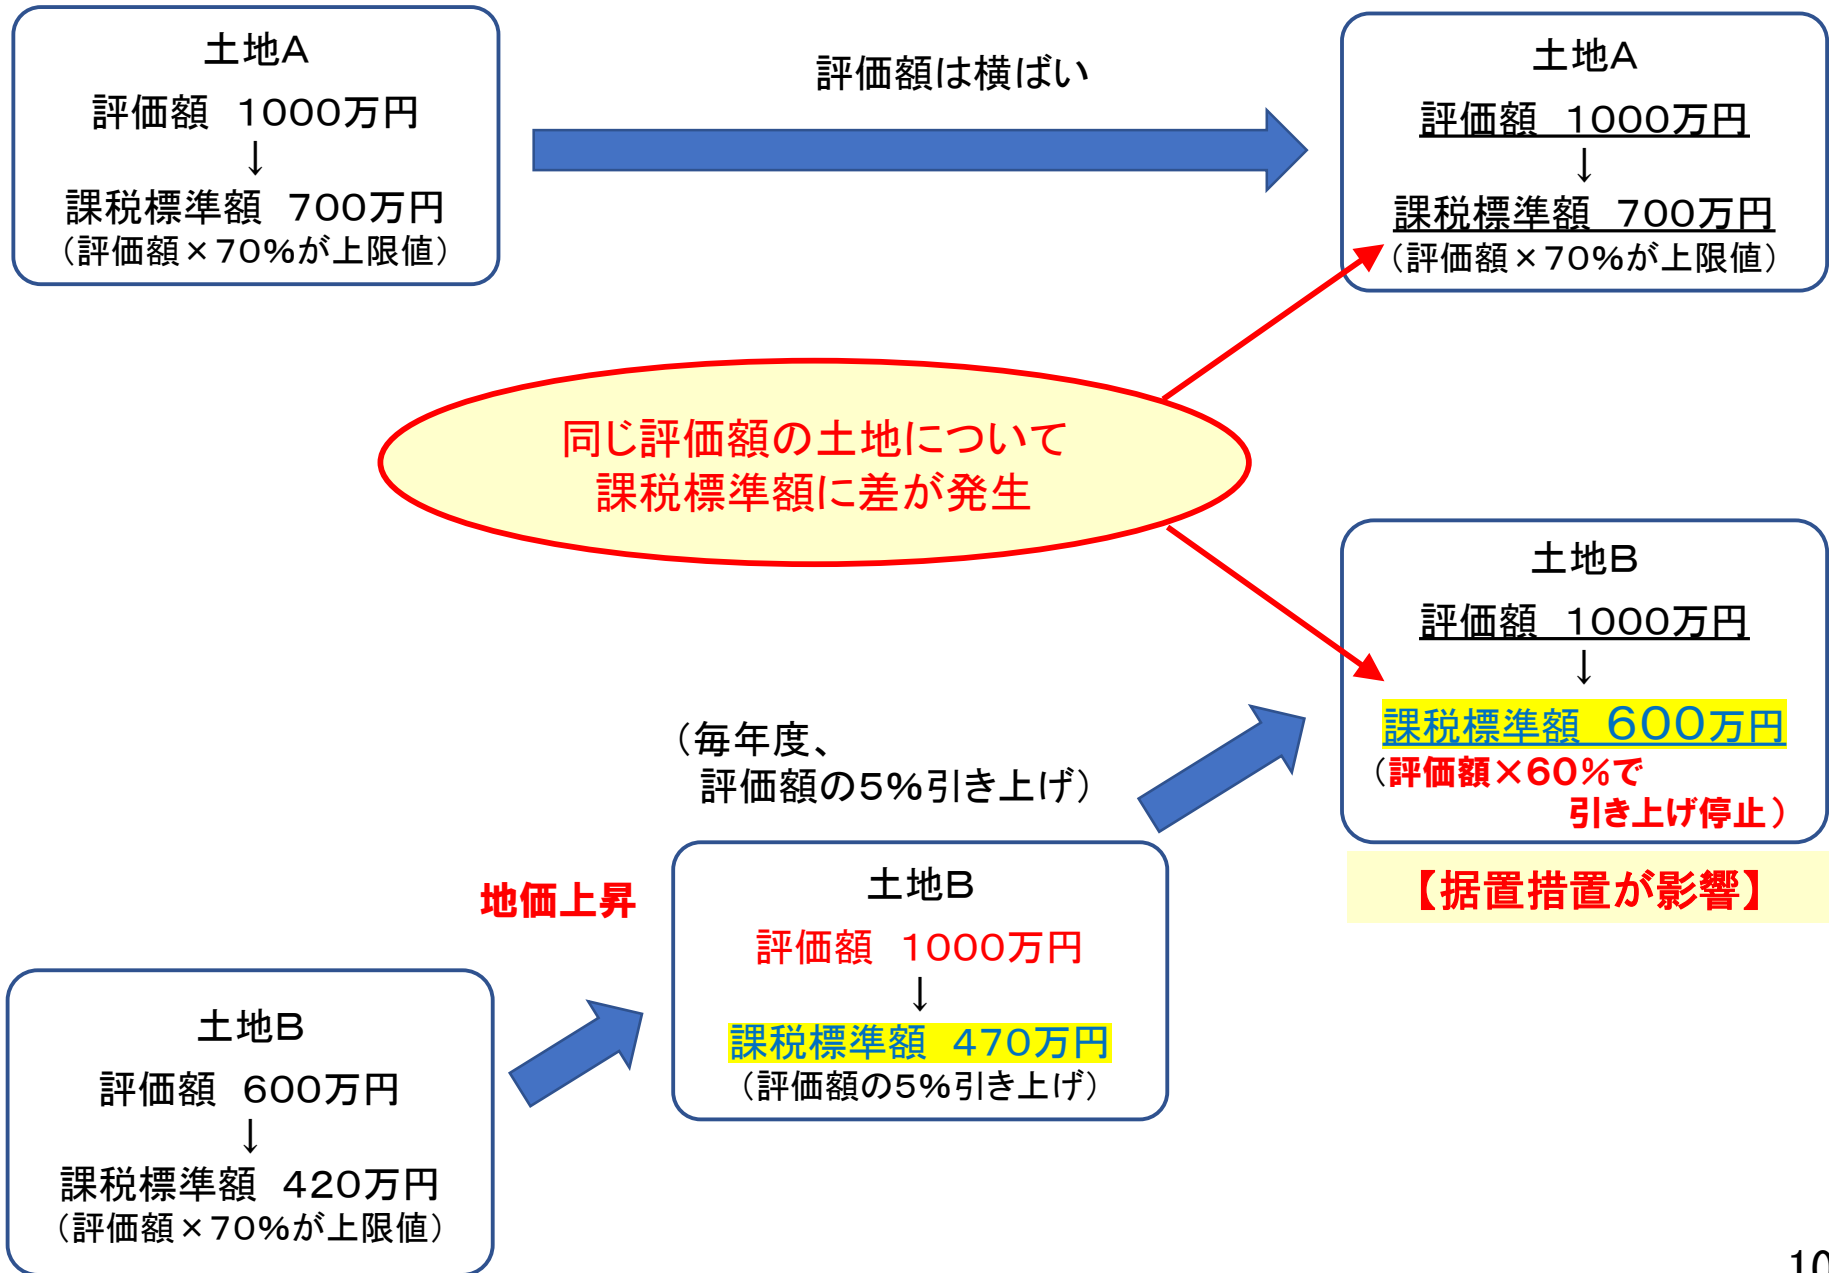 土地A
評価額　1000万円
↓
課税標準額　700万円
（評価額×70%が上限値）
評価額は横ばい
土地A
評価額　1000万円
↓
課税標準額　700万円
（評価額×70%が上限値）
同じ評価額の土地について
課税標準額に差が発生
土地B
評価額　1000万円
↓
課税標準額　600万円
（評価額×60%で
引き上げ停止）
【据置措置が影響】
（毎年度、
評価額の5%引き上げ）
地価上昇
土地B
評価額　1000万円
↓
課税標準額　470万円
（評価額の5%引き上げ）
土地B
評価額　600万円
↓
課税標準額　420万円
（評価額×70%が上限値）
10